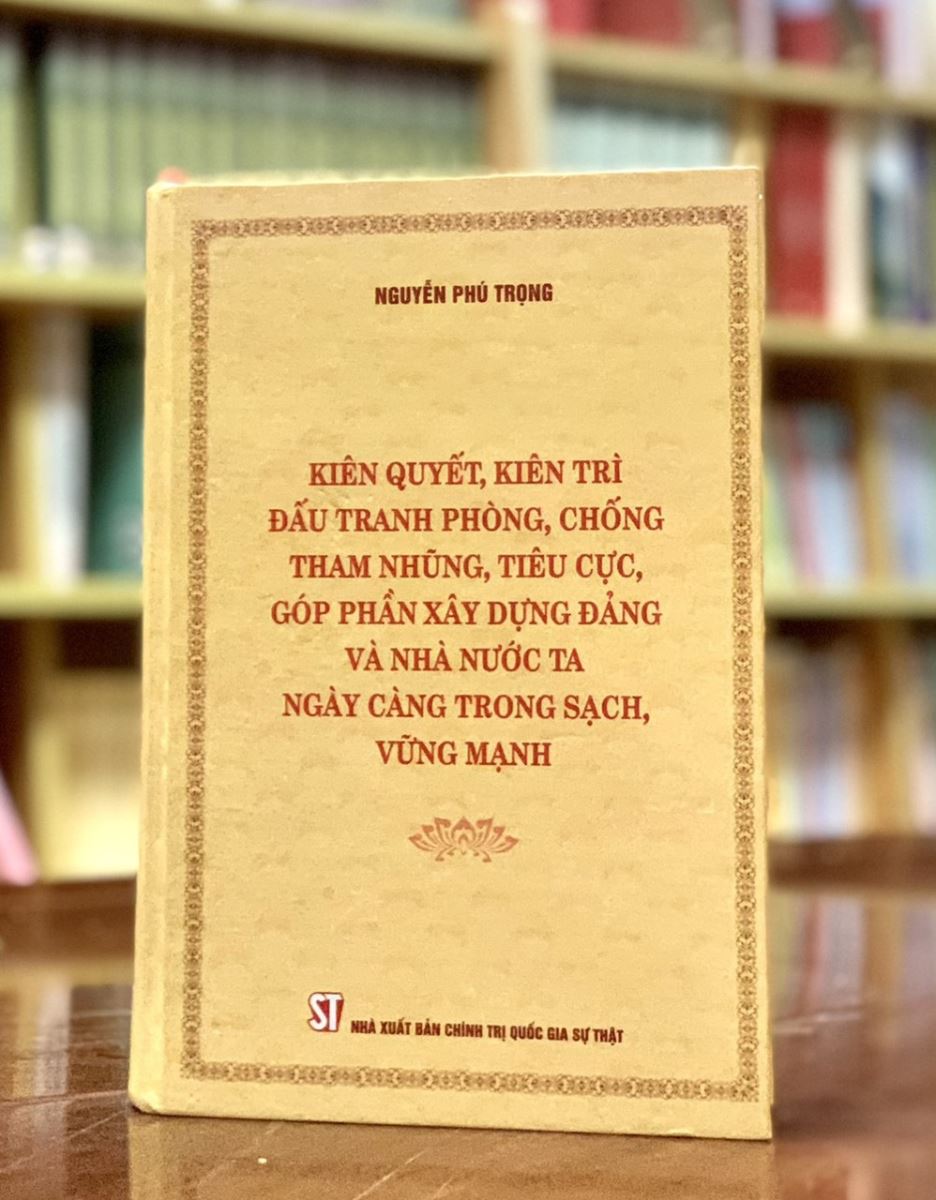 NGUYỄN PHÚ TRỌNG
KIÊN QUYẾT, KIÊN TRÌ
ĐẤU TRANH PHÒNG, CHỐNG
THAM NHŨNG, TIÊU CỰC,
GÓP PHẦN XÂY DỰNG ĐẢNG
VÀ NHÀ NƯỚC TA
NGÀY CÀNG TRONG SẠCH,
VỮNG MẠNH
ST NHÀ XUẤT BẢN CHÍNH TRỊ QUỐC GIA SỰ THẬT